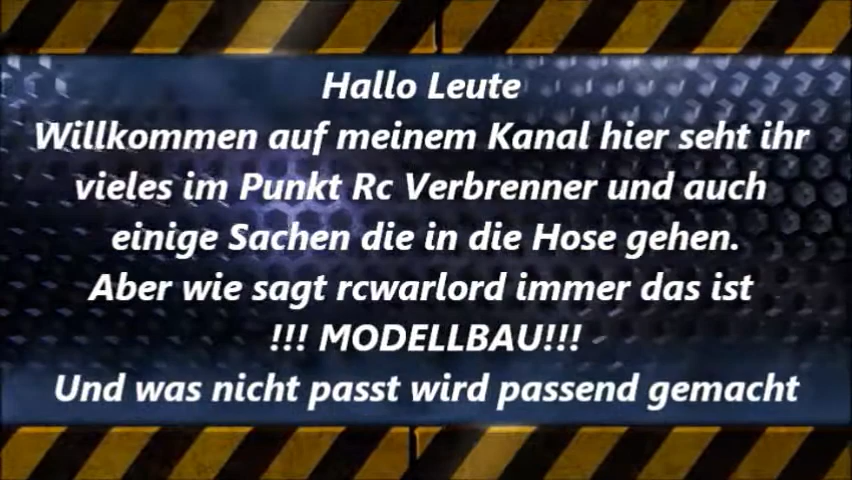 Hallo Leute
Willkommen auf meinem Kanal hier seht ihr
vieles im Punkt Rc Verbrenner und auch
einige Sachen die in die Hose gehen.
Aber wie sagt rcwarlord immer das ist
!!! MODELLBAU!!!
Und was nicht passt wird passend gemacht